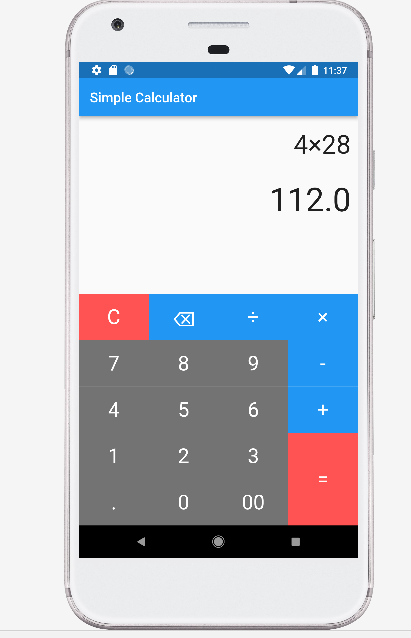 11:37
Simple Calculator
4×28
112.0
C ÷ ×
7 8 9 -
4 5 6 +
1 2 3
=
. 0 00